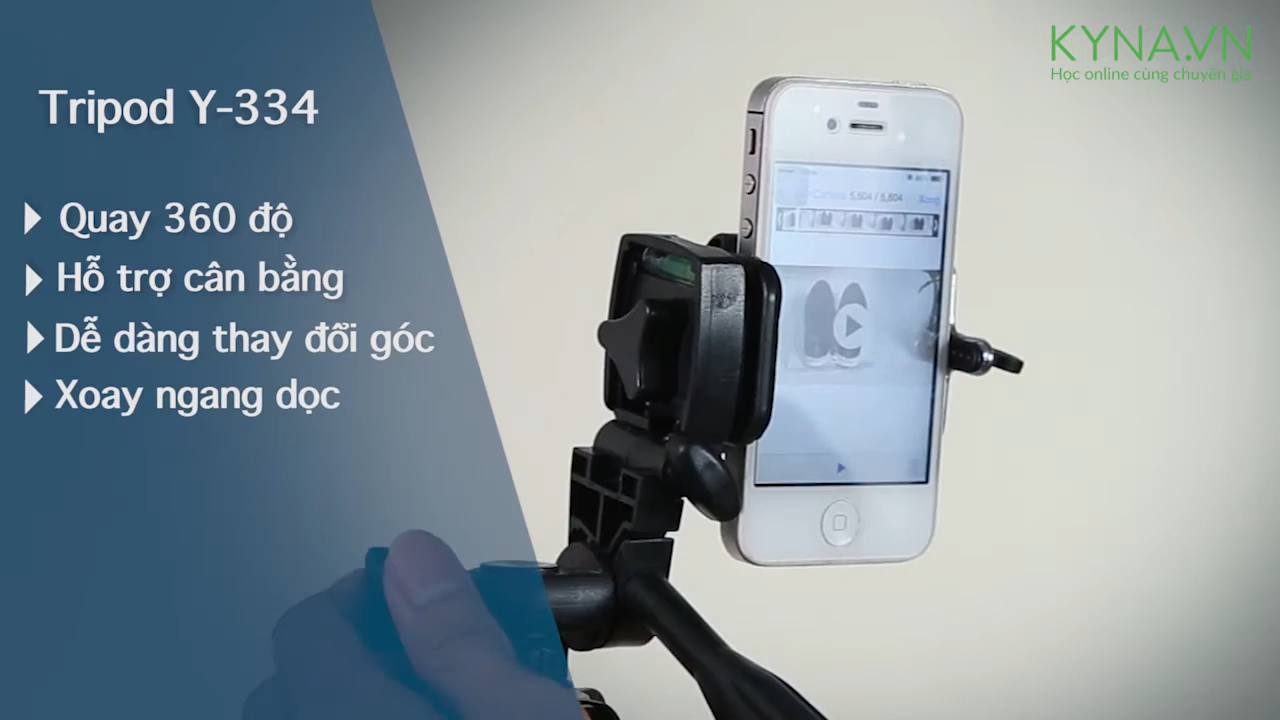 KYNA.VN
Học online cùng chuyên gia
Tripod Y-334
Quay 360 độ
Hỗ trợ cân bằng
Dễ dàng thay đổi góc
Xoay ngang dọc